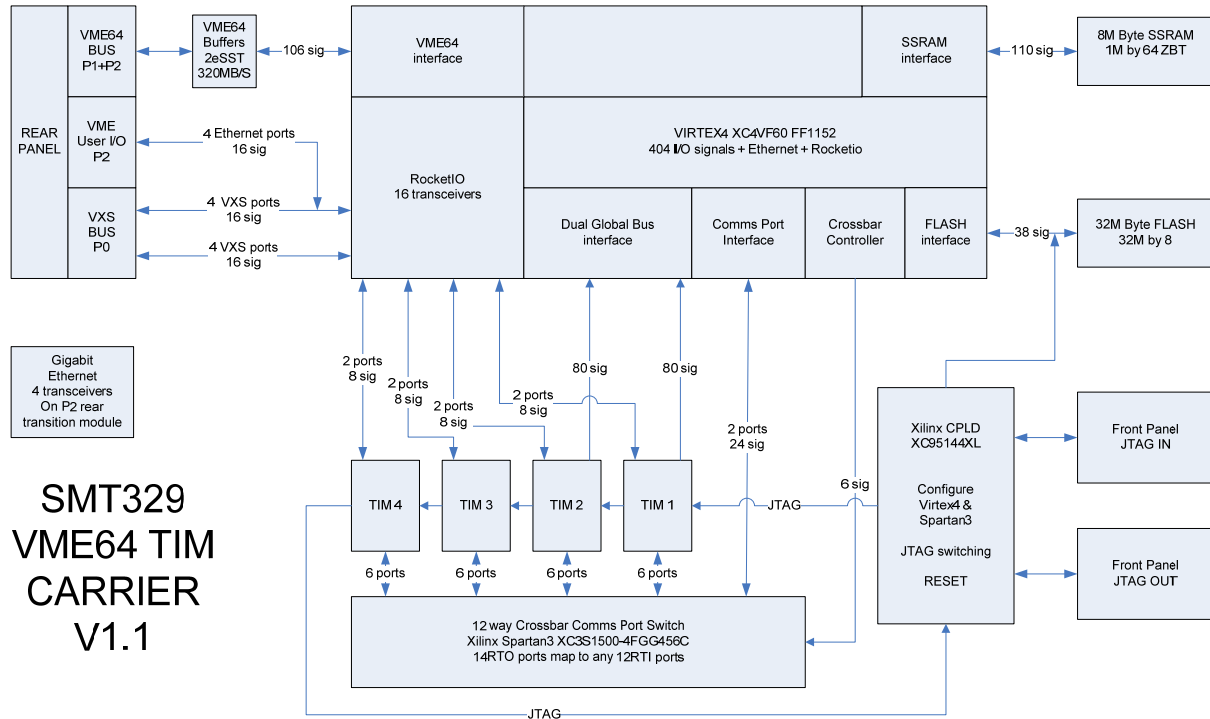 REAR
PANEL
VME64
BUS
P1+P2
VME
User I/O
P2
VXS
BUS
P0
VME64
Buffers
2eSST
320MB/S
106 sig
4 Ethernet ports
16 sig
4 VXS ports
16 sig
4 VXS ports
16 sig
VME64
interface
SSRAM
interface
RocketIO
16 transceivers
VIRTEX4 XC4VF60 FF1152
404 I/O signals + Ethernet + Rocketio
Dual Global Bus
interface
Comms Port
Interface
Crossbar
Controller
FLASH
interface
110 sig
8M Byte SSRAM
1M by 64 ZBT
38 sig
32M Byte FLASH
32M by 8
Gigabit
Ethernet
4 transceivers
On P2 rear
transition module
2 ports
8 sig
2 ports
8 sig
2 ports
8 sig
2 ports
8 sig
80 sig
80 sig
2 ports
24 sig
6 sig
Xilinx CPLD
XC95144XL
Configure
Virtex4 &
Spartan3
JTAG switching
RESET
Front Panel
JTAG IN
Front Panel
JTAG OUT
TIM 4
TIM 3
TIM 2
TIM 1
JTAG
6 ports
6 ports
6 ports
6 ports
12 way Crossbar Comms Port Switch
Xilinx Spartan3 XC3S1500-4FGG456C
14RTO ports map to any 12RTI ports
JTAG
SMT329
VME64 TIM
CARRIER
V1.1